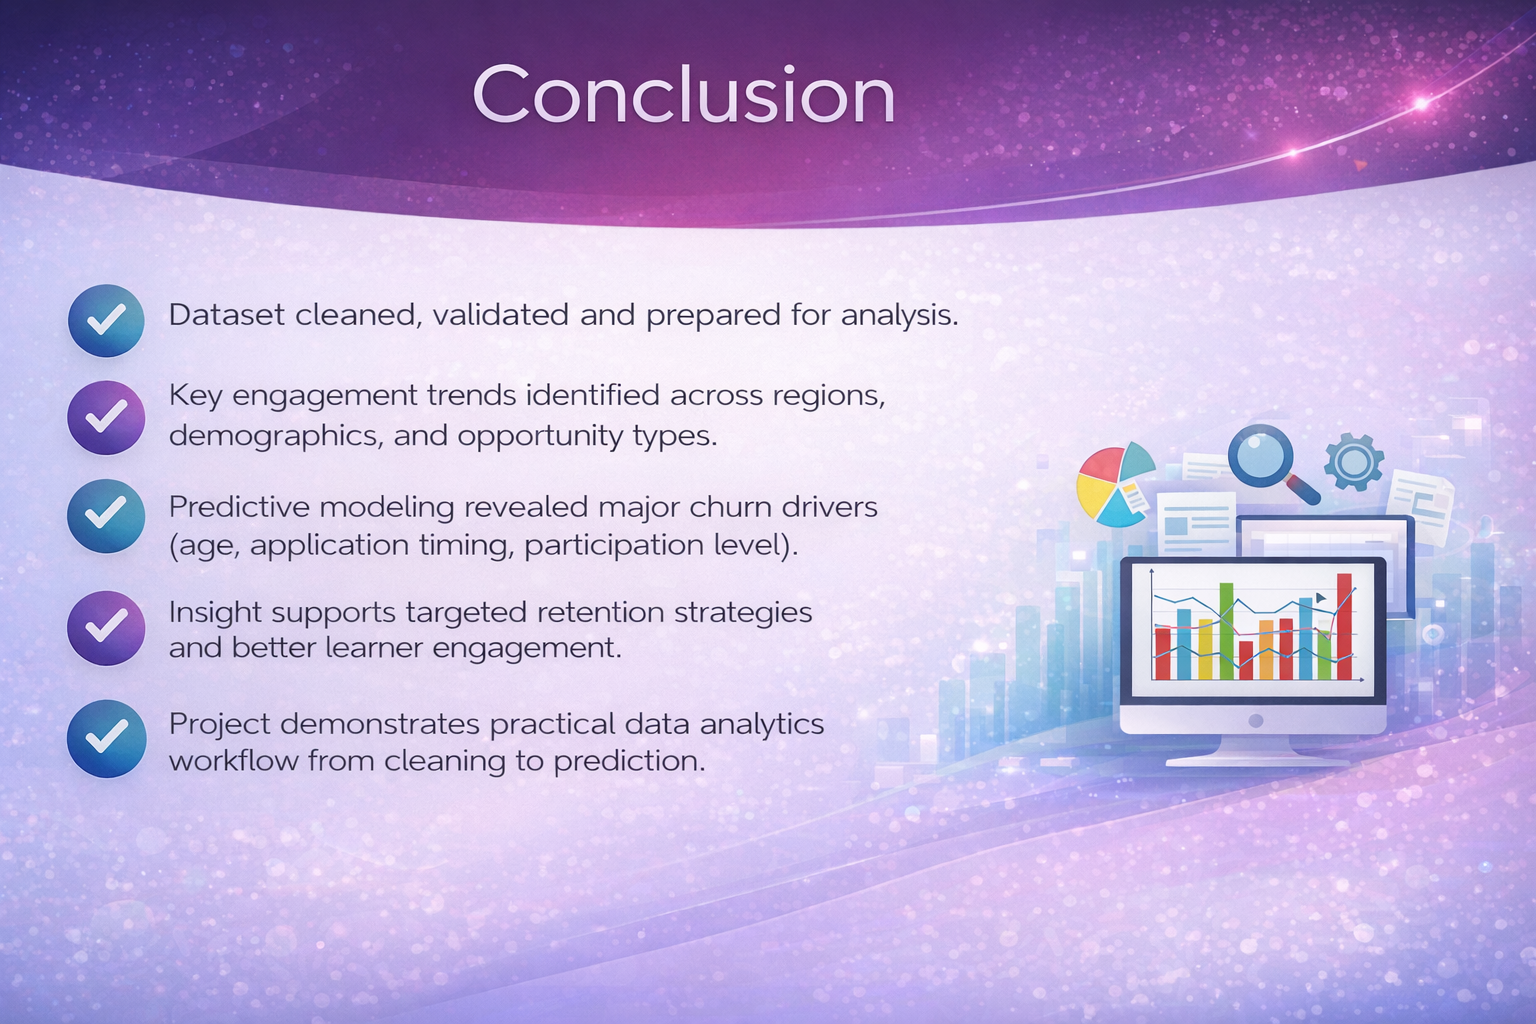 Conclusion
Dataset cleaned, validated and prepared for analysis.
Key engagement trends identified across regions,
demographics, and opportunity types.
Predictive modeling revealed major churn drivers
(age, application timing, participation level).
Insight supports targeted retention strategies
and better learner engagement.
Project demonstrates practical data analytics
workflow from cleaning to prediction.